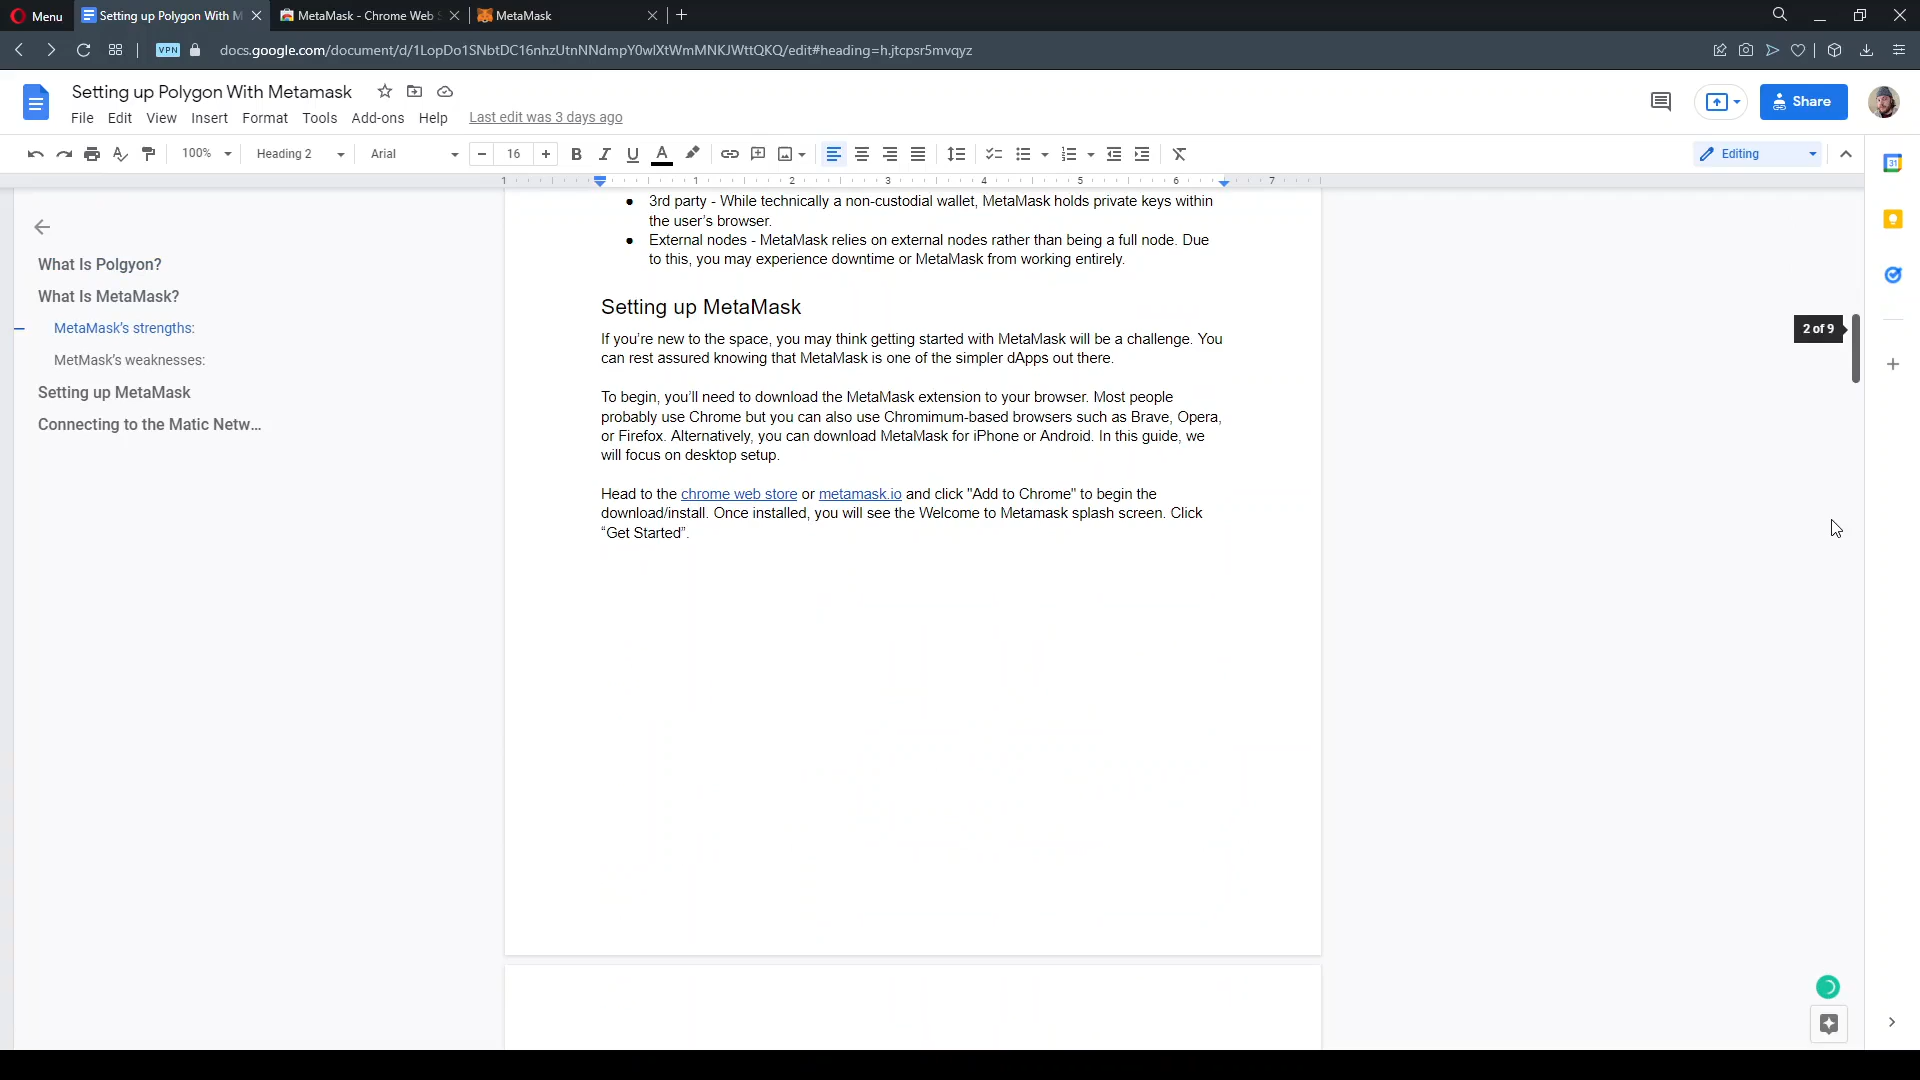 Menu
Setting up Polygon With M
MetaMask - Chrome Web S
MetaMask
VPN
docs.google.com/document/d/1LopDo1SNbtDC16nhzUtnNNdmpY0wlXtWmMNKJWttQKQ/edit#heading=h.jtcpsr5mvqyz
Setting up Polygon With Metamask
File Edit View Insert Format Tools Add-ons Help Last edit was 3 days ago
Share
100% Heading 2 Arial 16 Editing
1 1 2 3 4 5 6 7
31
What Is Polgyon?
What Is MetaMask?
MetaMask's strengths:
MetMask's weaknesses:
Setting up MetaMask
Connecting to the Matic Netw...
3rd party - While technically a non-custodial wallet, MetaMask holds private keys within
the user's browser.
External nodes - MetaMask relies on external nodes rather than being a full node. Due
to this, you may experience downtime or MetaMask from working entirely.
Setting up MetaMask
If you're new to the space, you may think getting started with MetaMask will be a challenge. You
can rest assured knowing that MetaMask is one of the simpler dApps out there.
To begin, you'll need to download the MetaMask extension to your browser. Most people
probably use Chrome but you can also use Chromimum-based browsers such as Brave, Opera,
or Firefox. Alternatively, you can download MetaMask for iPhone or Android. In this guide, we
will focus on desktop setup.
Head to the chrome web store or metamask.io and click "Add to Chrome" to begin the
download/install. Once installed, you will see the Welcome to Metamask splash screen. Click
“Get Started”.
2 of 9